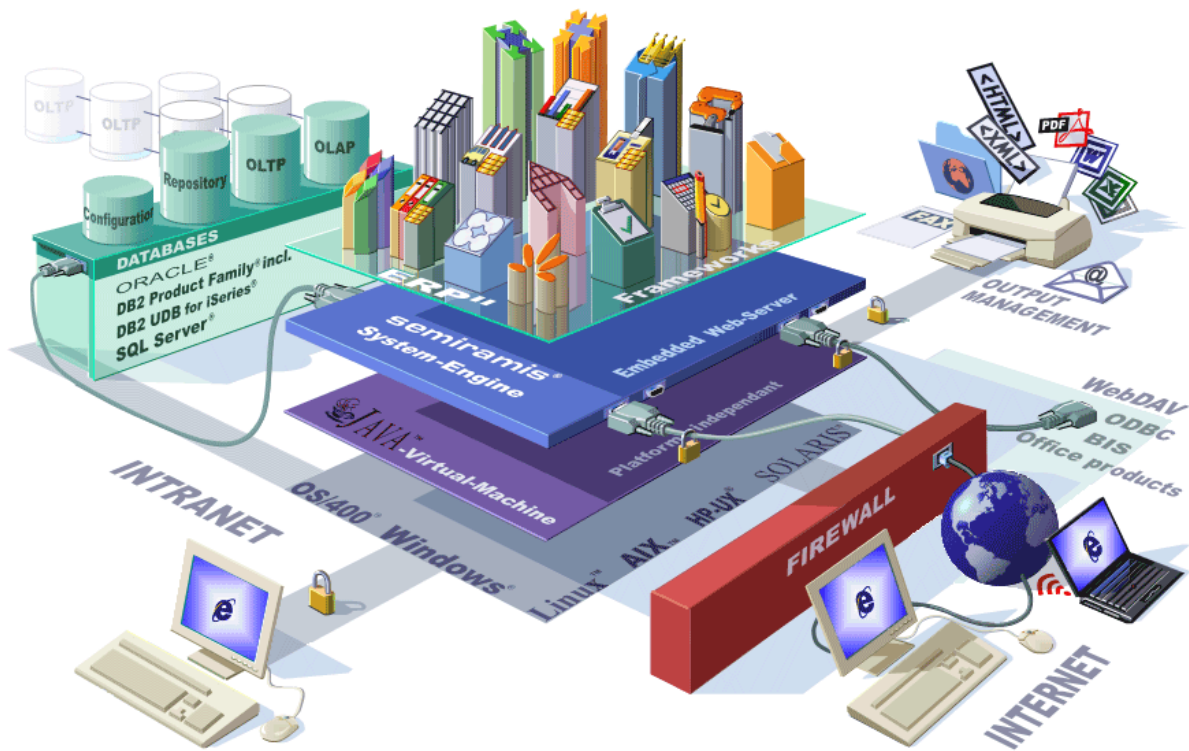 OLTP
OLTP
Configuration
Repository
OLTP
OLAP
DATABASES
ORACLE®
DB2 Product Family® incl.
DB2 UDB for iSeries®
SQL Server®
ERP II
Frameworks
semiramis®
System-Engine
Embedded Web-Server
JAVA™-Virtual-Machine
Platform independant
OS/400®
Windows®
Linux™
AIX™
HP-UX®
SOLARIS™
<HTML>
<XML>
PDF
W
X
FAX
@
OUTPUT
MANAGEMENT
WebDAV
ODBC
BIS
Office products
FIREWALL
INTRANET
INTERNET